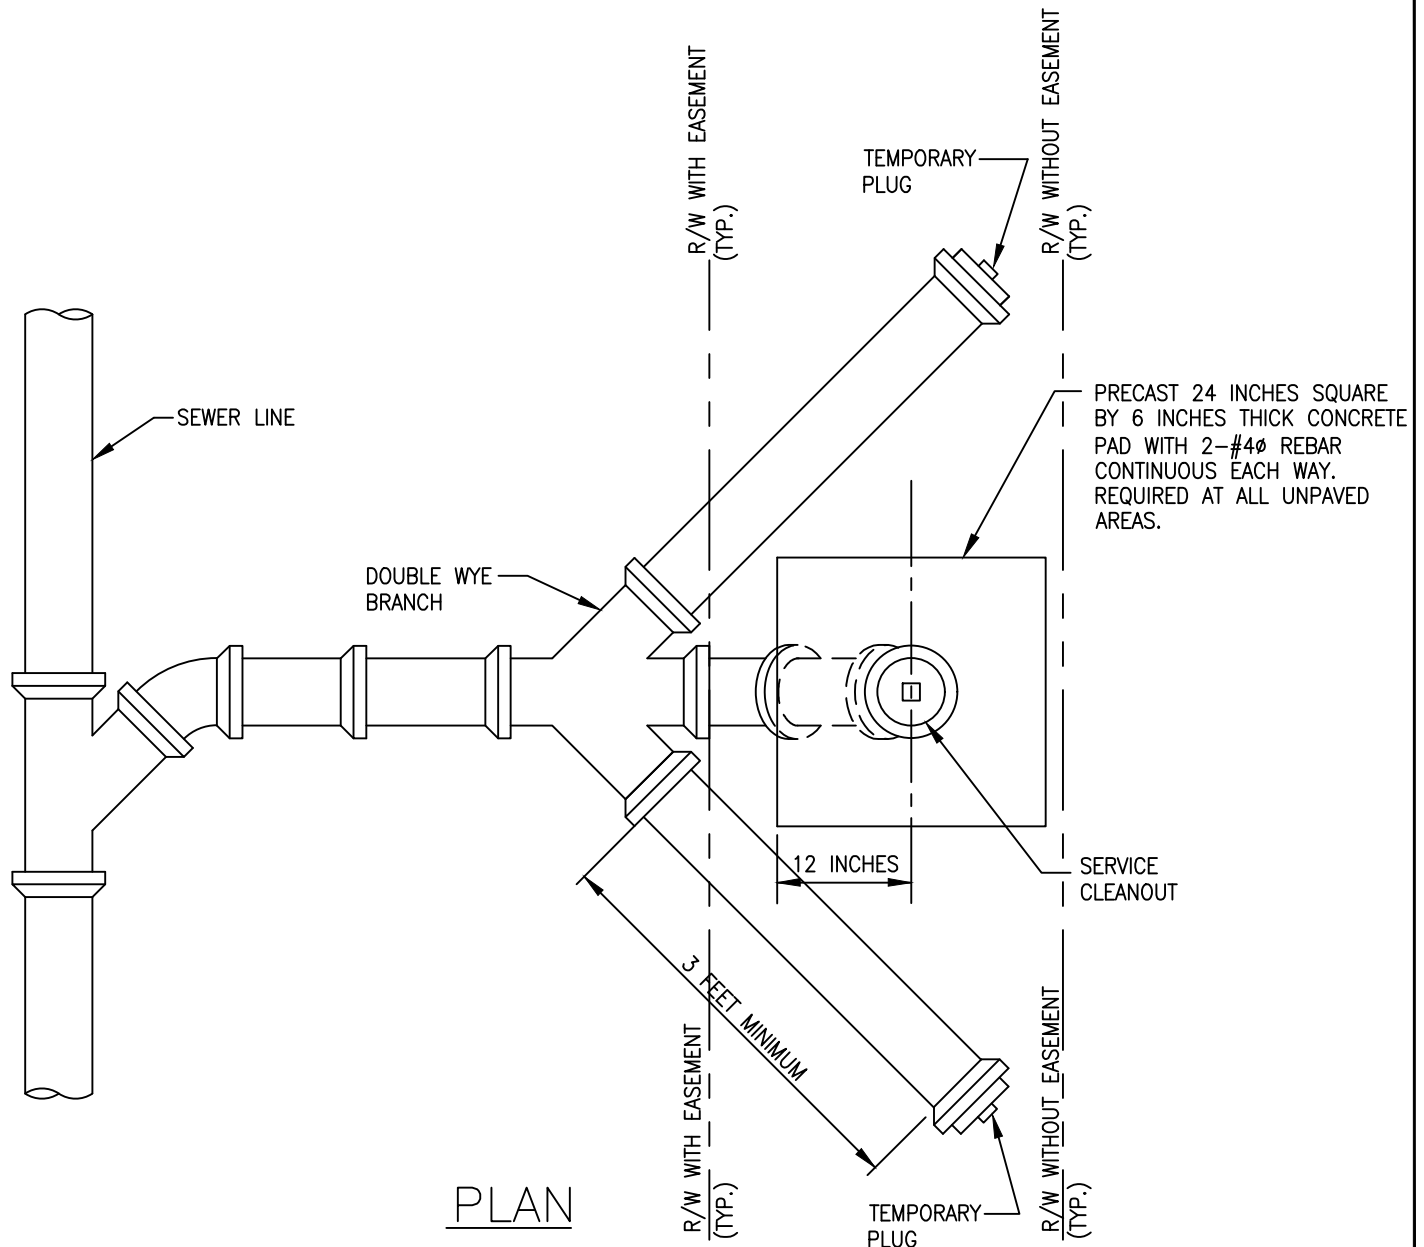 R/W WITH EASEMENT
(TYP.)
R/W WITHOUT EASEMENT
(TYP.)
TEMPORARY
PLUG
SEWER LINE
PRECAST 24 INCHES SQUARE
BY 6 INCHES THICK CONCRETE
PAD WITH 2-#4ø REBAR
CONTINUOUS EACH WAY.
REQUIRED AT ALL UNPAVED
AREAS.
DOUBLE WYE
BRANCH
12 INCHES
SERVICE
CLEANOUT
3 FEET MINIMUM
R/W WITH EASEMENT
(TYP.)
R/W WITHOUT EASEMENT
(TYP.)
PLAN
TEMPORARY
PLUG